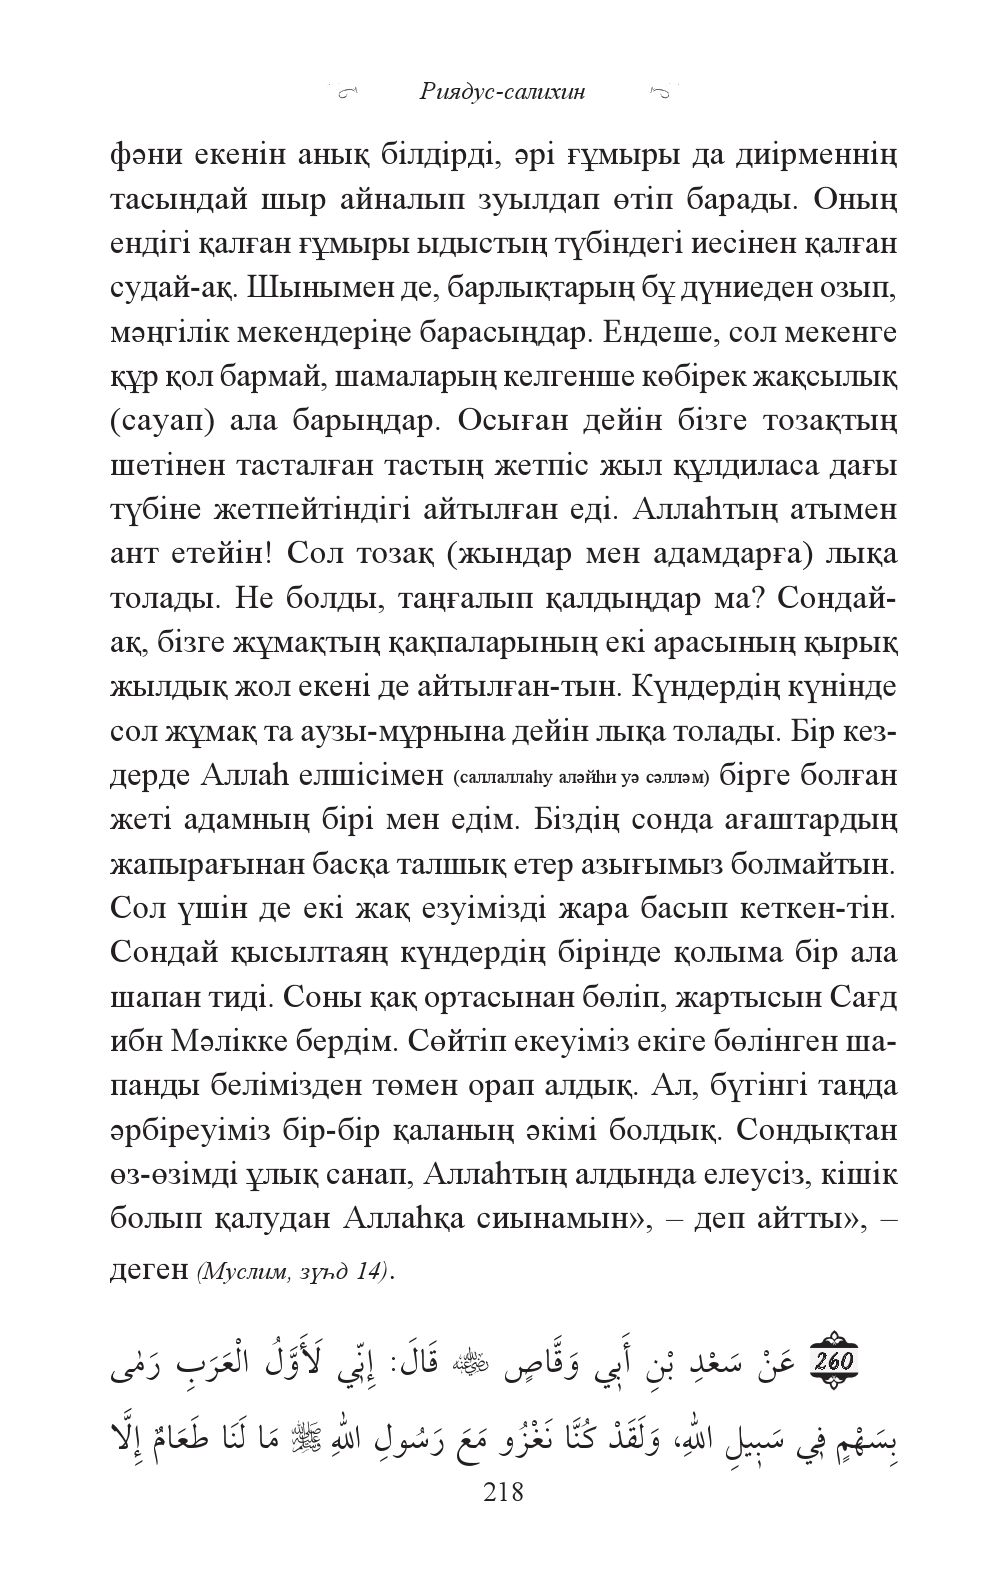 Риядус-салихин
фәни екенін анық білдірді, әрі ғұмыры да диірменнің
тасындай шыр айналып зуылдап өтіп барады. Оның
ендігі қалған ғұмыры ыдыстың түбіндегі иесінен қалған
судай-ақ. Шынымен де, барлықтарың бұ дүниеден озып,
мәңгілік мекендеріңе барасыңдар. Ендеше, сол мекенге
құр қол бармай, шамаларың келгенше көбірек жақсылық
(сауап) ала барыңдар. Осыған дейін бізге тозақтың
шетінен тасталған тастың жетпіс жыл құлдиласа дағы
түбіне жетпейтіндігі айтылған еді. Аллаһтың атымен
ант етейін! Сол тозақ (жындар мен адамдарға) лықа
толады. Не болды, таңғалып қалдыңдар ма? Сондай-
ақ, бізге жұмақтың қақпаларының екі арасының қырық
жылдық жол екені де айтылған-тын. Күндердің күнінде
сол жұмақ та аузы-мұрнына дейін лықа толады. Бір кез-
дерде Аллаһ елшісімен (саллаллаһу аләйһи уә сәлләм) бірге болған
жеті адамның бірі мен едім. Біздің сонда ағаштардың
жапырағынан басқа талшық етер азығымыз болмайтын.
Сол үшін де екі жақ езуімізді жара басып кеткен-тін.
Сондай қысылтаяң күндердің бірінде қолыма бір ала
шапан тиді. Соны қақ ортасынан бөліп, жартысын Сағд
ибн Мәлікке бердім. Сөйтіп екеуіміз екіге бөлінген ша-
панды белімізден төмен орап алдық. Ал, бүгінгі таңда
әрбіреуіміз бір-бір қаланың әкімі болдық. Сондықтан
өз-өзімді ұлық санап, Аллаһтың алдында елеусіз, кішік
болып қалудан Аллаһқа сиынамын», – деп айтты», –
деген (Муслим, зүһд 14).
260 عَنْ سَعْدِ بْنِ أَبِي وَقَّاصٍ ﵁ قَالَ: إِنِّي لَأَوَّلُ الْعَرَبِ رَمَى
بِسَهْمٍ فِي سَبِيلِ اللهِ، وَلَقَدْ كُنَّا نَغْزُو مَعَ رَسُولِ اللهِ ﷺ مَا لَنَا طَعَامٌ إِلَّا
218